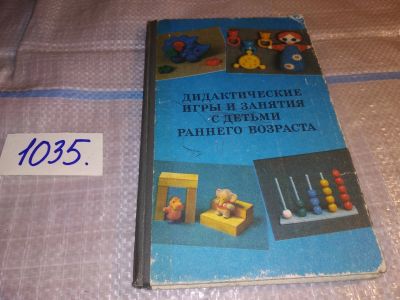 ДИДАКТИЧЕСКИЕ
ИГРЫ И ЗАНЯТИЯ
С ДЕТЬМИ
РАННЕГО ВОЗРАСТА
1035.